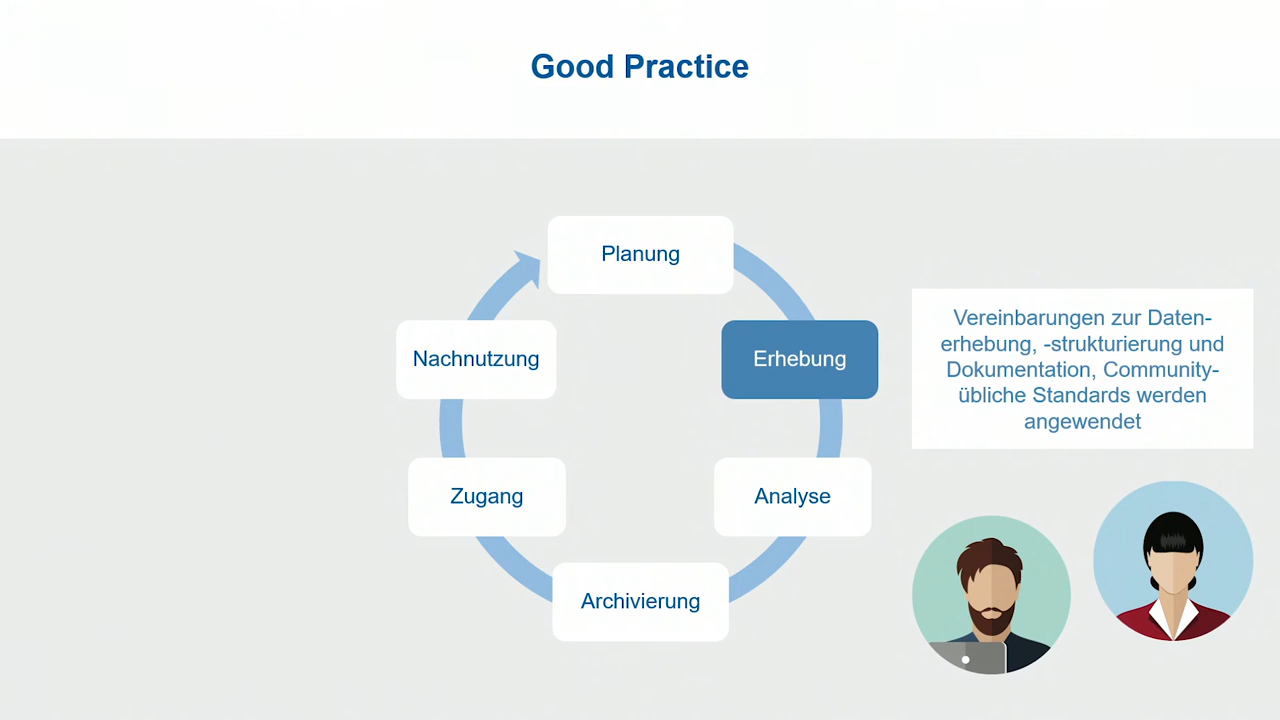 Good Practice
Planung
Nachnutzung
Erhebung
Vereinbarungen zur Daten-
erhebung, -strukturierung und
Dokumentation, Community-
übliche Standards werden
angewendet
Zugang
Analyse
Archivierung